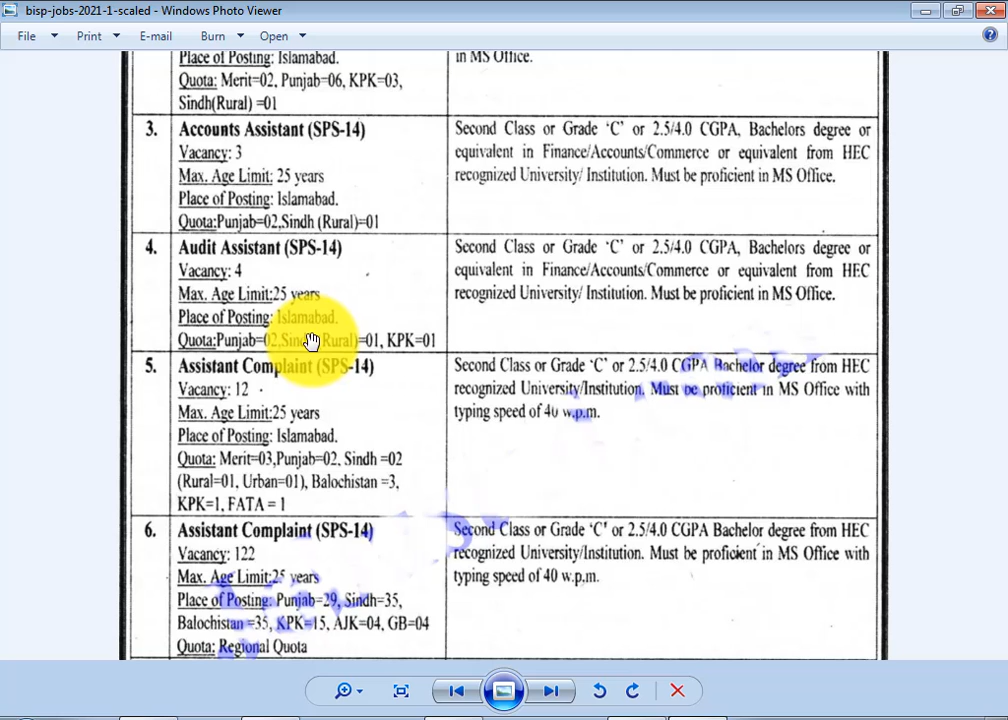 bisp-jobs-2021-1-scaled - Windows Photo Viewer
File Print E-mail Burn Open
Place of Posting: Islamabad.
Quota: Merit=02, Punjab=06, KPK=03,
Sindh(Rural) =01
in MS Office.
3. Accounts Assistant (SPS-14)
Vacancy: 3
Max. Age Limit: 25 years
Place of Posting: Islamabad.
Quota:Punjab=02,Sindh (Rural)=01
Second Class or Grade ‘C’ or 2.5/4.0 CGPA, Bachelors degree or
equivalent in Finance/Accounts/Commerce or equivalent from HEC
recognized University/ Institution. Must be proficient in MS Office.
4. Audit Assistant (SPS-14)
Vacancy: 4
Max. Age Limit:25 years
Place of Posting: Islamabad.
Quota:Punjab=02,Sindh (Rural)=01, KPK=01
Second Class or Grade ‘C’ or 2.5/4.0 CGPA, Bachelors degree or
equivalent in Finance/Accounts/Commerce or equivalent from HEC
recognized University/ Institution. Must be proficient in MS Office.
5. Assistant Complaint (SPS-14)
Vacancy: 12
Max. Age Limit:25 years
Place of Posting: Islamabad.
Quota: Merit=03,Punjab=02, Sindh =02
(Rural=01, Urban=01), Balochistan =3,
KPK=1, FATA = 1
Second Class or Grade ‘C’ or 2.5/4.0 CGPA Bachelor degree from HEC
recognized University/Institution. Must be proficient in MS Office with
typing speed of 40 w.p.m.
6. Assistant Complaint (SPS-14)
Vacancy: 122
Max. Age Limit:25 years
Place of Posting: Punjab=29, Sindh=35,
Balochistan =35, KPK=15, AJK=04, GB=04
Quota: Regional Quota
Second Class or Grade ‘C’ or 2.5/4.0 CGPA Bachelor degree from HEC
recognized University/Institution. Must be proficient in MS Office with
typing speed of 40 w.p.m.